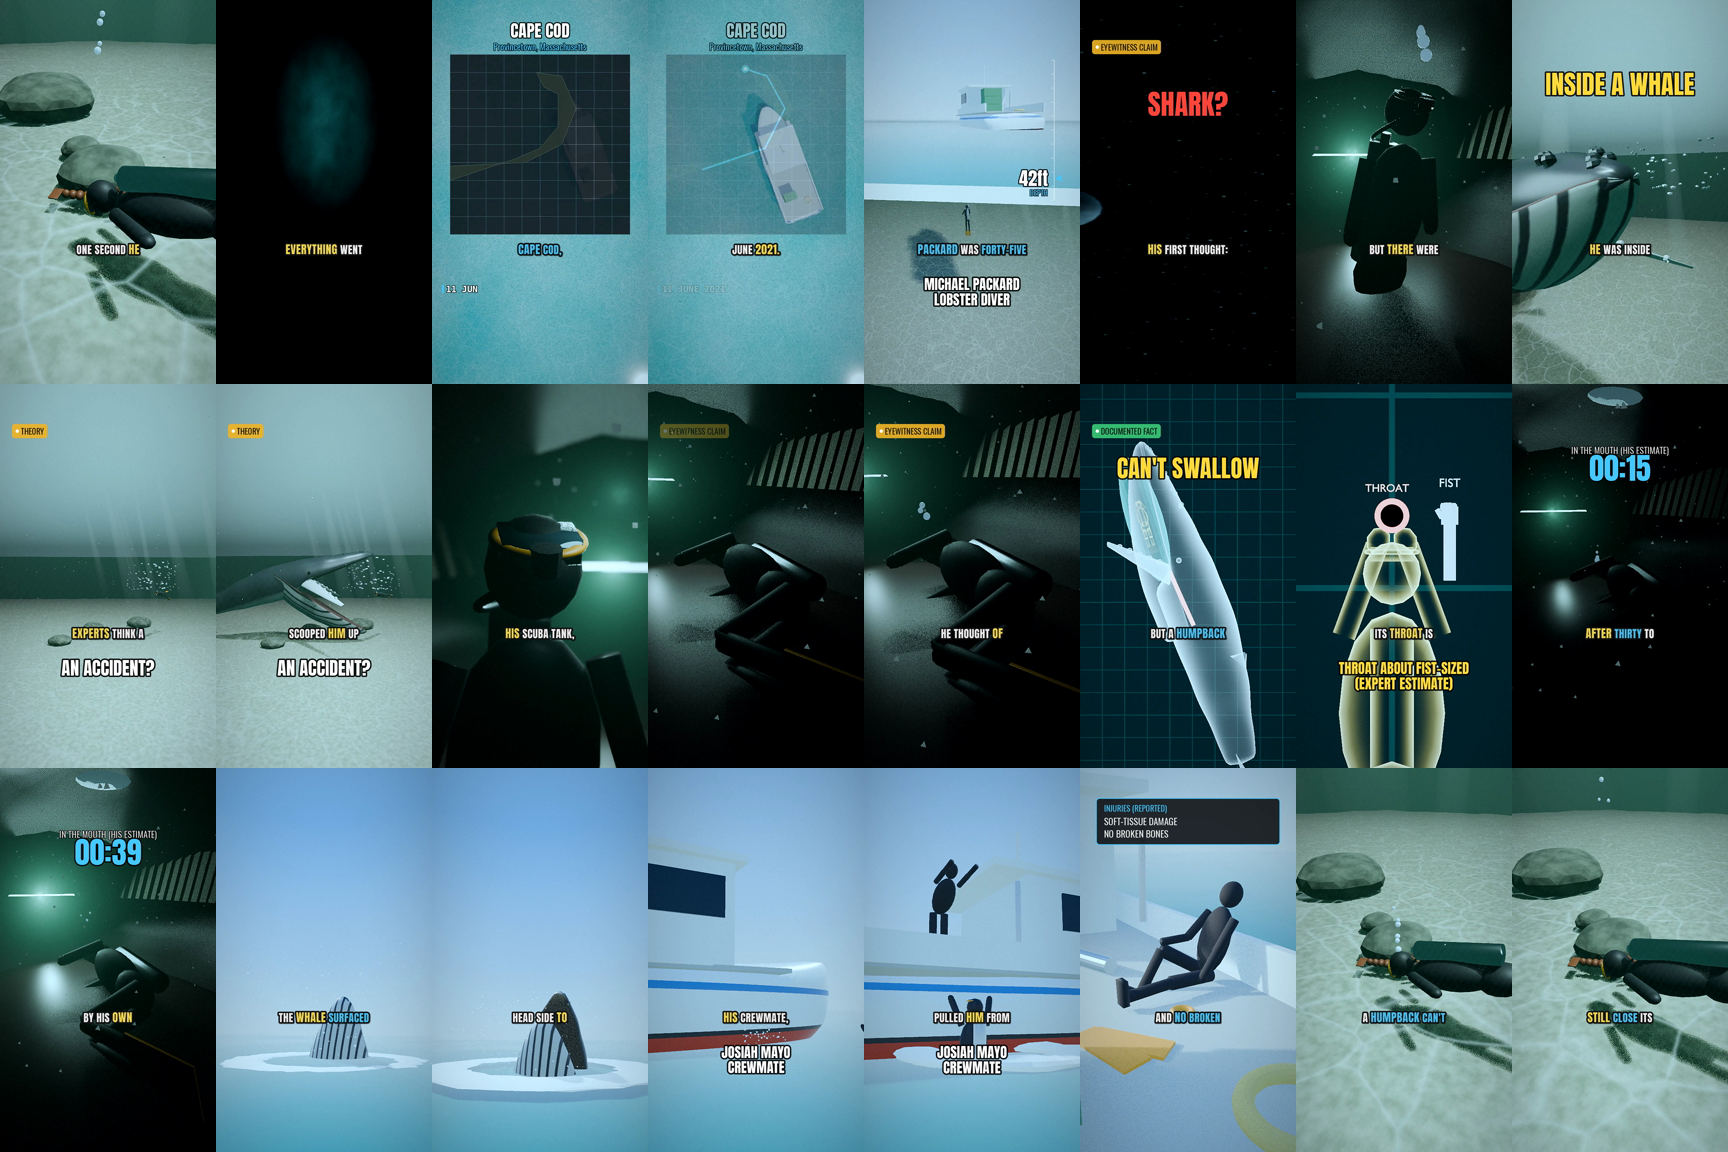 ONE SECOND HE
EVERYTHING WENT
CAPE COD
Provincetown, Massachusetts
CAPE COD,
11 JUN
CAPE COD
Provincetown, Massachusetts
JUNE 2021.
11 JUNE 2021
42ft
DEPTH
PACKARD WAS FORTY-FIVE
MICHAEL PACKARD
LOBSTER DIVER
EYEWITNESS CLAIM
SHARK?
HIS FIRST THOUGHT:
BUT THERE WERE
INSIDE A WHALE
HE WAS INSIDE
THEORY
EXPERTS THINK A
AN ACCIDENT?
THEORY
SCOOPED HIM UP
AN ACCIDENT?
HIS SCUBA TANK,
EYEWITNESS CLAIM
EYEWITNESS CLAIM
HE THOUGHT OF
DOCUMENTED FACT
CAN'T SWALLOW
BUT A HUMPBACK
THROAT
FIST
ITS THROAT IS
THROAT ABOUT FIST-SIZED
(EXPERT ESTIMATE)
IN THE MOUTH (HIS ESTIMATE)
00:15
AFTER THIRTY TO
IN THE MOUTH (HIS ESTIMATE)
00:39
BY HIS OWN
THE WHALE SURFACED
HEAD SIDE TO
HIS CREWMATE,
JOSIAH MAYO
CREWMATE
PULLED HIM FROM
JOSIAH MAYO
CREWMATE
INJURIES (REPORTED)
SOFT-TISSUE DAMAGE
NO BROKEN BONES
AND NO BROKEN
A HUMPBACK CAN'T
STILL CLOSE ITS